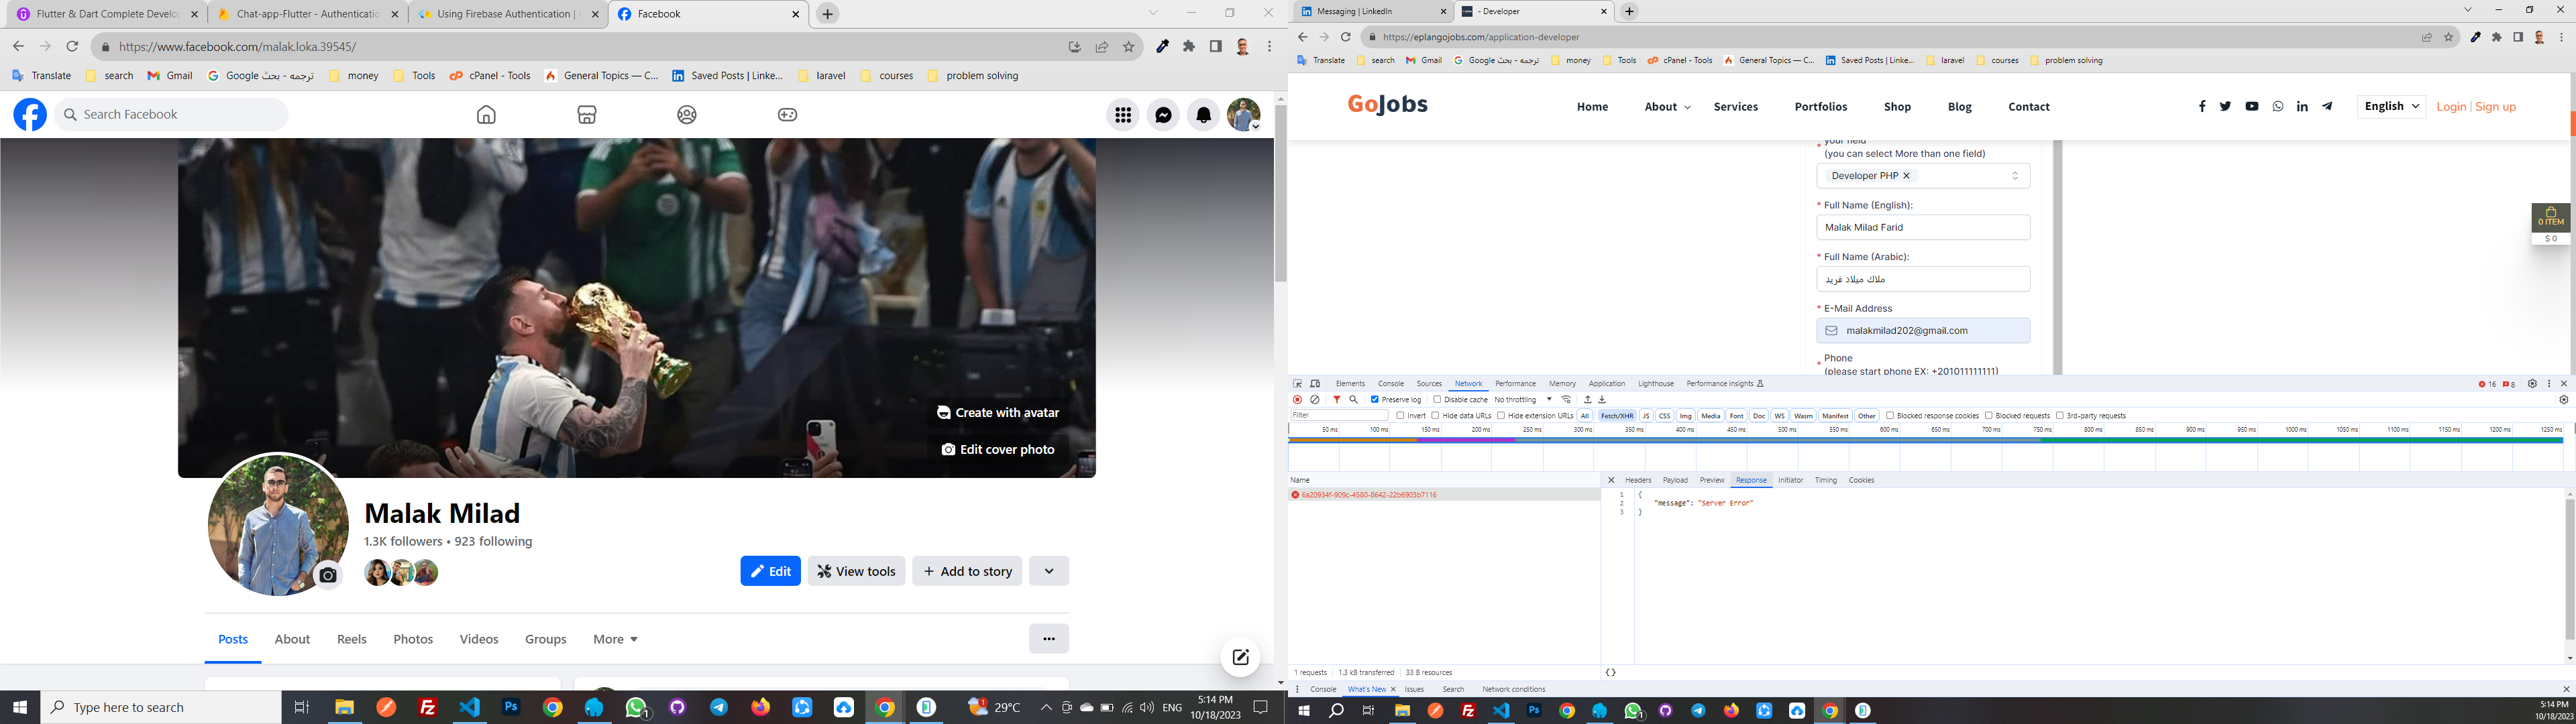 Flutter & Dart Complete Develop
Chat-app-Flutter - Authentication
Using Firebase Authentication |
Facebook
https://www.facebook.com/malak.loka.39545/
Translate
search
Gmail
Google ترجمه - بحث
money
Tools
cPanel - Tools
General Topics — C...
Saved Posts | Linke...
laravel
courses
problem solving
Search Facebook
Create with avatar
Edit cover photo
Malak Milad
1.3K followers • 923 following
Edit
View tools
Add to story
Posts
About
Reels
Photos
Videos
Groups
More
Type here to search
29°C
ENG
5:14 PM
10/18/2023
Messaging | LinkedIn
- Developer
https://eplangojobs.com/application-developer
Translate
search
Gmail
Google ترجمه - بحث
money
Tools
cPanel - Tools
General Topics — C...
Saved Posts | Linke...
laravel
courses
problem solving
GoJobs
Home
About
Services
Portfolios
Shop
Blog
Contact
English
Login | Sign up
* your field
(you can select More than one field)
Developer PHP
0 ITEM
$ 0
* Full Name (English):
Malak Milad Farid
* Full Name (Arabic):
ملاك ميلاد فريد
* E-Mail Address
malakmilad202@gmail.com
* Phone
(please start phone EX: +201011111111)
Elements
Console
Sources
Network
Performance
Memory
Application
Lighthouse
Performance insights
16
8
Preserve log
Disable cache
No throttling
Filter
Invert
Hide data URLs
Hide extension URLs
All
Fetch/XHR
JS
CSS
Img
Media
Font
Doc
WS
Wasm
Manifest
Other
Blocked response cookies
Blocked requests
3rd-party requests
50 ms
100 ms
150 ms
200 ms
250 ms
300 ms
350 ms
400 ms
450 ms
500 ms
550 ms
600 ms
650 ms
700 ms
750 ms
800 ms
850 ms
900 ms
950 ms
1000 ms
1050 ms
1100 ms
1150 ms
1200 ms
1250 ms
Name
Headers
Payload
Preview
Response
Initiator
Timing
Cookies
6a20934f-909c-4580-8642-22b6903b7116
1 {
2 "message": "Server Error"
3 }
1 requests
1.3 kB transferred
33 B resources
{}
Console
What's New
Issues
Search
Network conditions
5:14 PM
10/18/2023